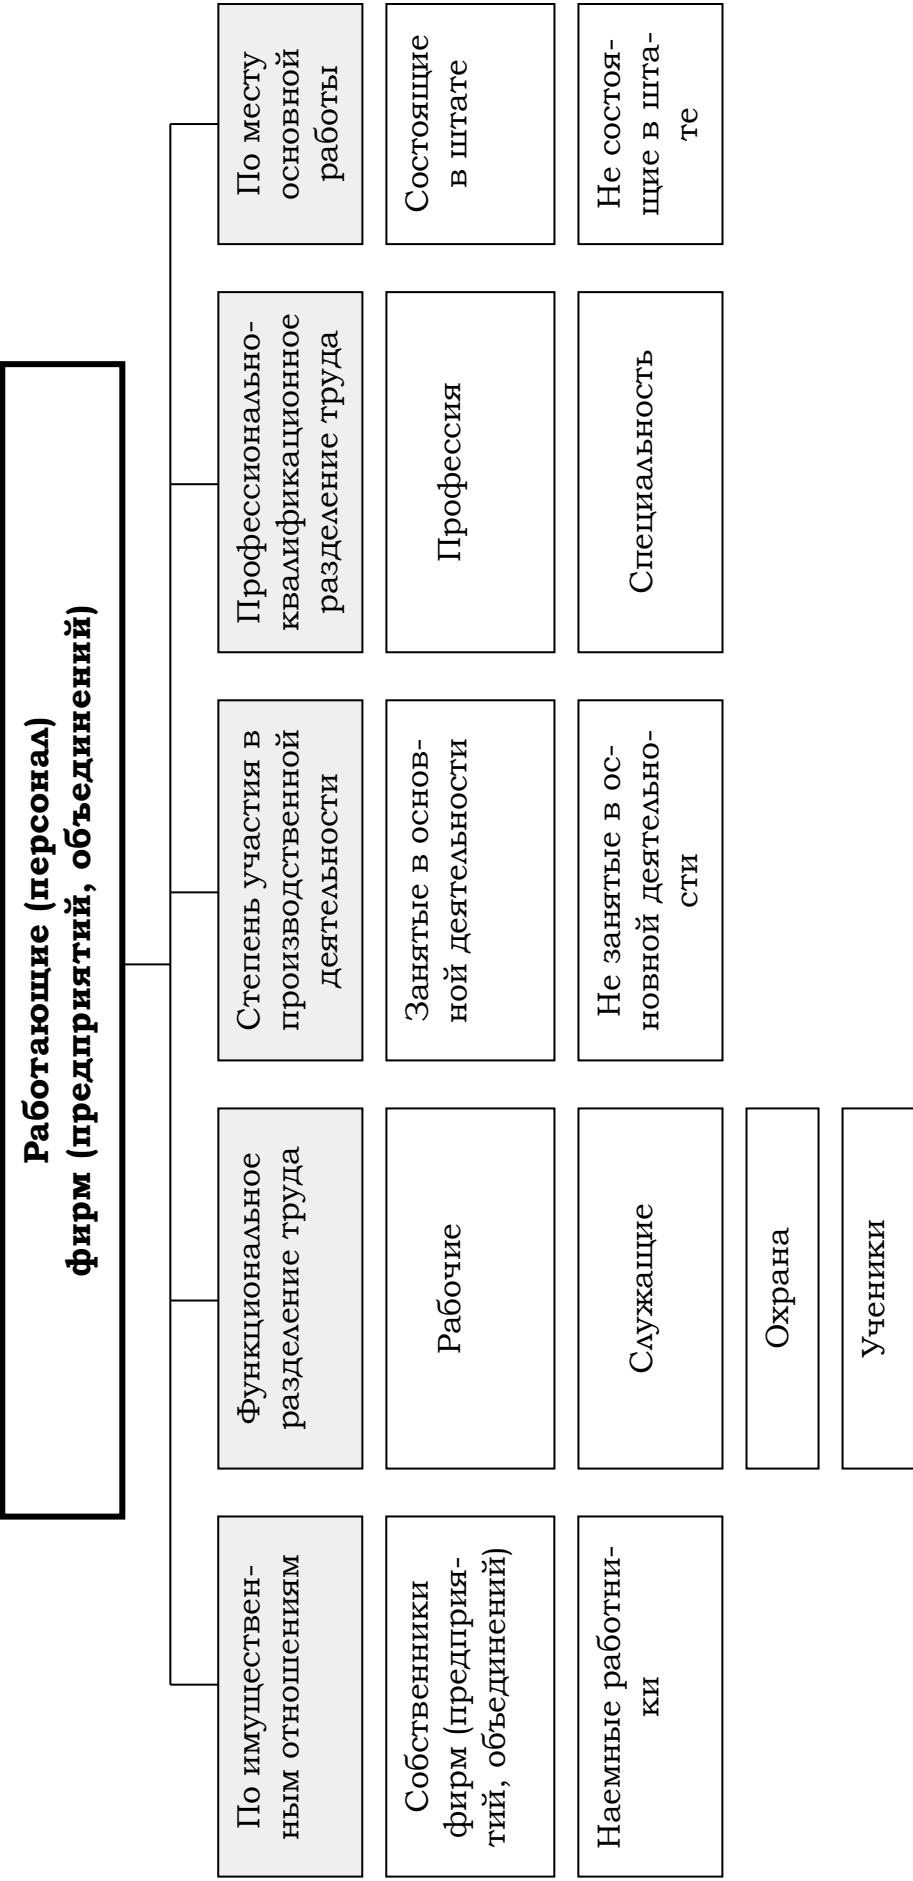 Работающие (персонал)
фирм (предприятий, объединений)
По имуществен-
ным отношениям
Собственники
фирм (предприя-
тий, объединений)
Наемные работни-
ки
Функциональное
разделение труда
Рабочие
Служащие
Охрана
Ученики
Степень участия в
производственной
деятельности
Занятые в основ-
ной деятельности
Не занятые в ос-
новной деятельно-
сти
Профессионально-
квалификационное
разделение труда
Профессия
Специальность
По месту
основной
работы
Состоящие
в штате
Не состоя-
щие в шта-
те